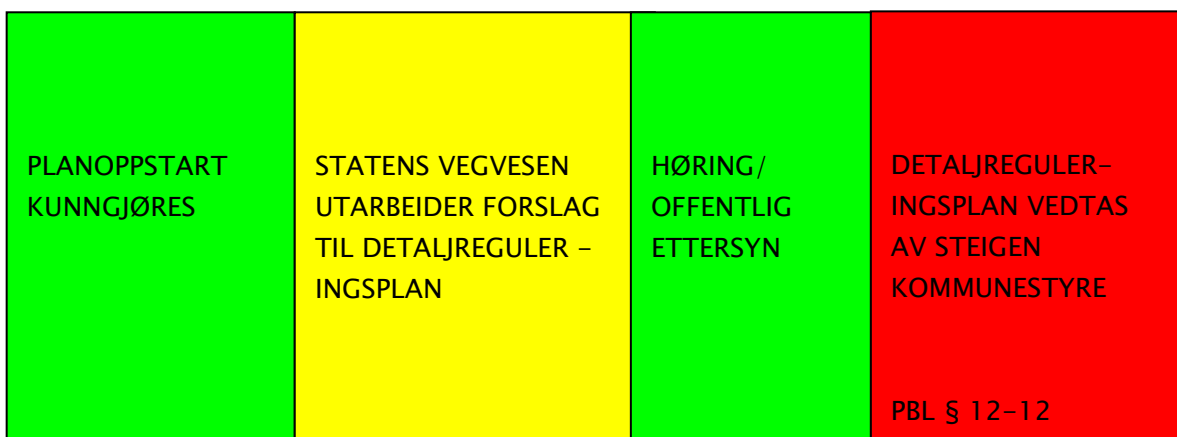 PLANOPPSTART
KUNNGJØRES
STATENS VEGVESEN
UTARBEIDER FORSLAG
TIL DETALJREGULER -
INGSPLAN
HØRING/
OFFENTLIG
ETTERSYN
DETALJREGULER-
INGSPLAN VEDTAS
AV STEIGEN
KOMMUNESTYRE
PBL § 12-12